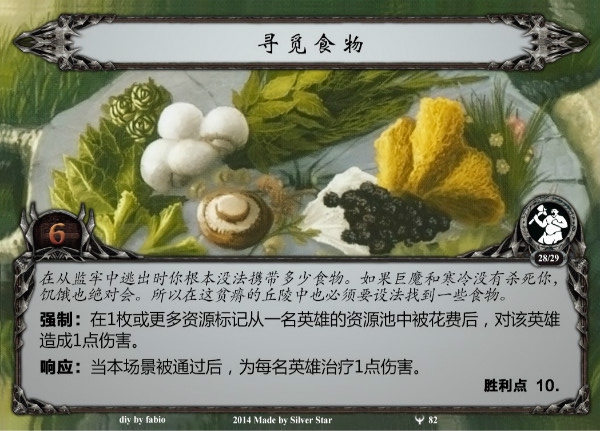 寻觅食物
6
28/29
在从监牢中逃出时你根本没法携带多少食物。如果巨魔和寒冷没有杀死你,
饥饿也绝对会。所以在这贫瘠的丘陵中也必须要设法找到一些食物。
强制：在1枚或更多资源标记从一名英雄的资源池中被花费后，对该英雄
造成1点伤害。
响应：当本场景被通过后，为每名英雄治疗1点伤害。
胜利点 10.
diy by fabio 2014 Made by Silver Star 82